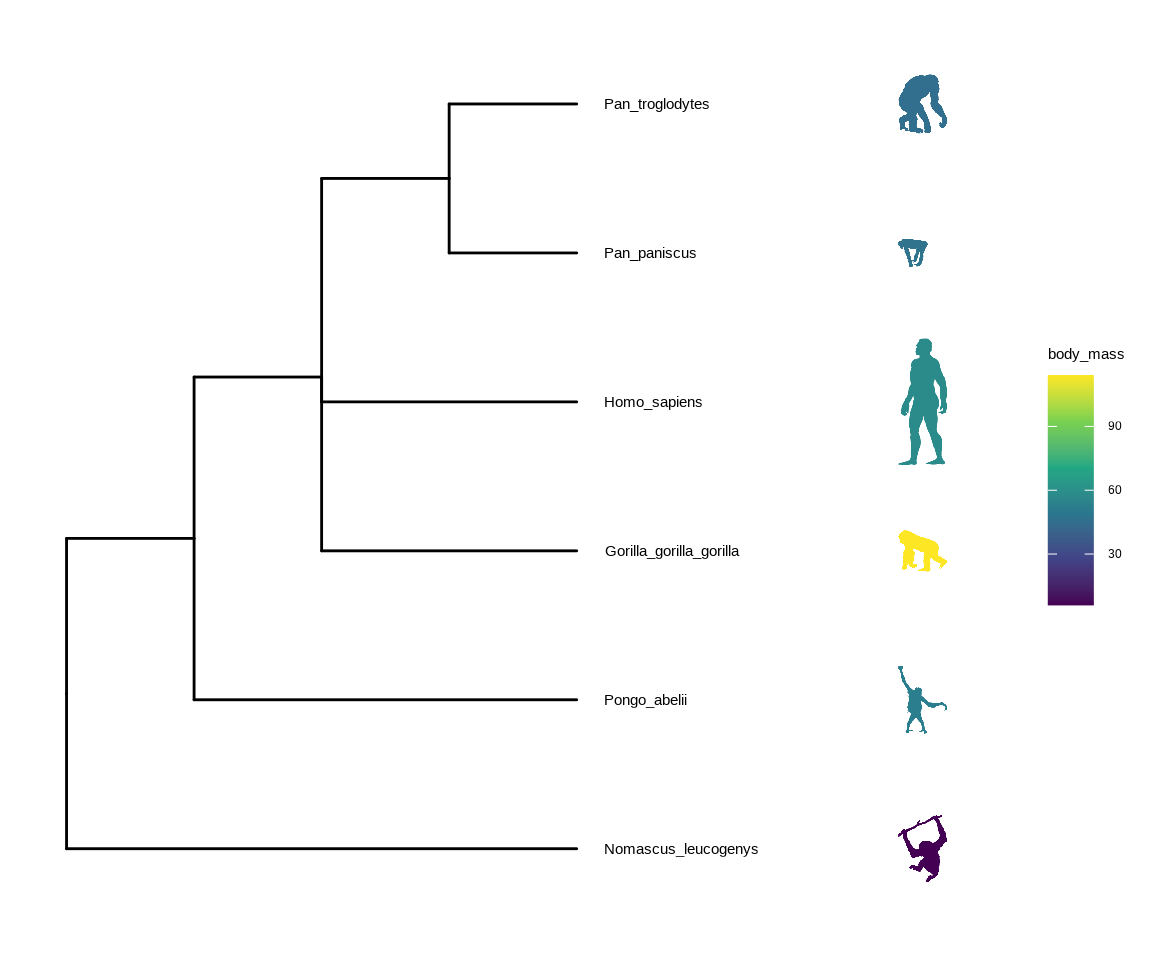 Pan_troglodytes
Pan_paniscus
Homo_sapiens
Gorilla_gorilla_gorilla
Pongo_abelii
Nomascus_leucogenys
body_mass
90
60
30